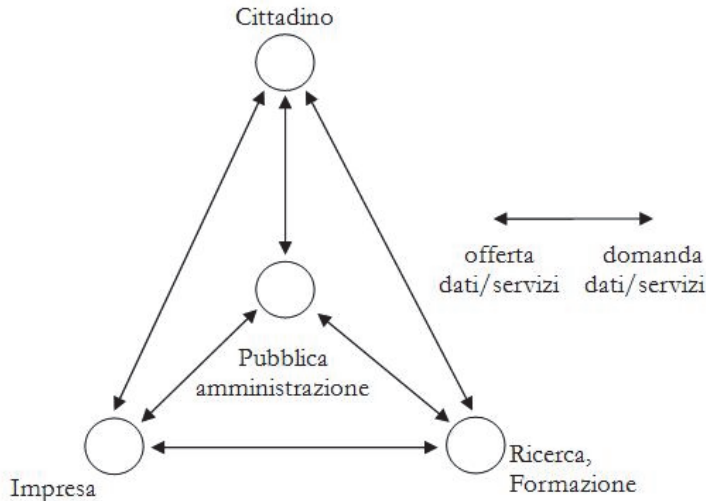 Cittadino
offerta
dati/servizi
domanda
dati/servizi
Pubblica
amministrazione
Impresa
Ricerca,
Formazione